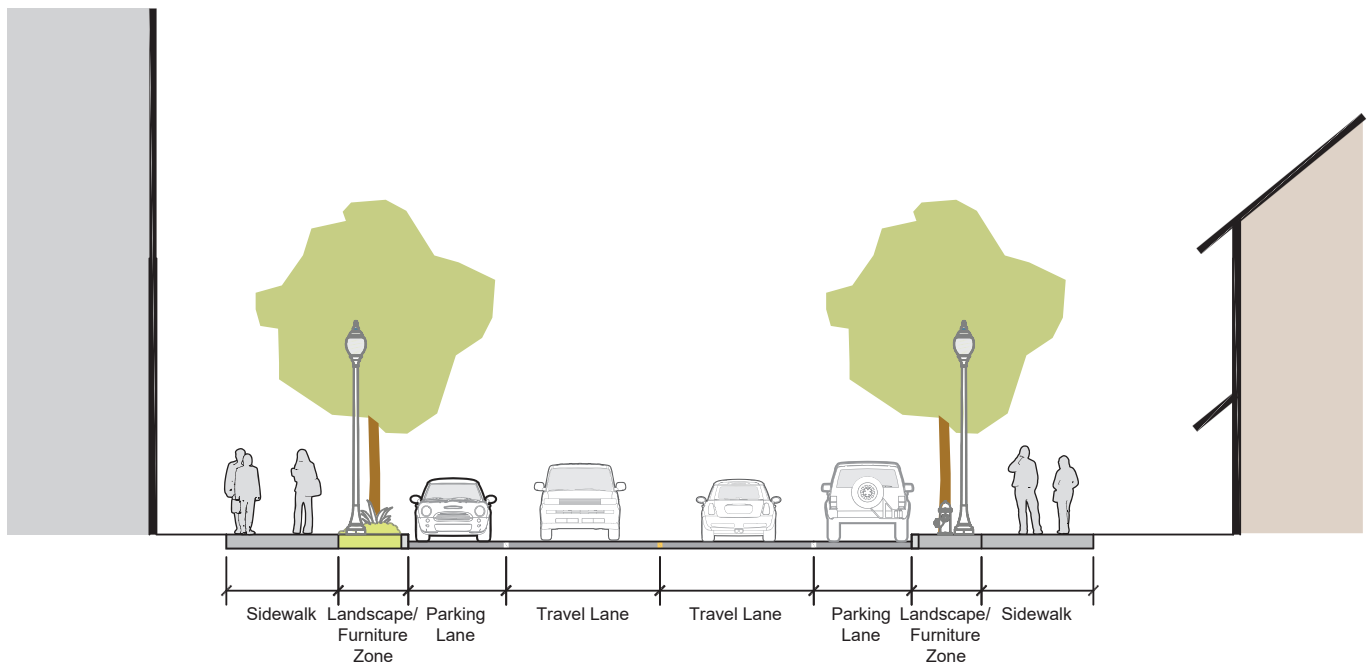 Sidewalk
Landscape/
Furniture
Zone
Parking
Lane
Travel Lane
Travel Lane
Parking
Lane
Landscape/
Furniture
Zone
Sidewalk